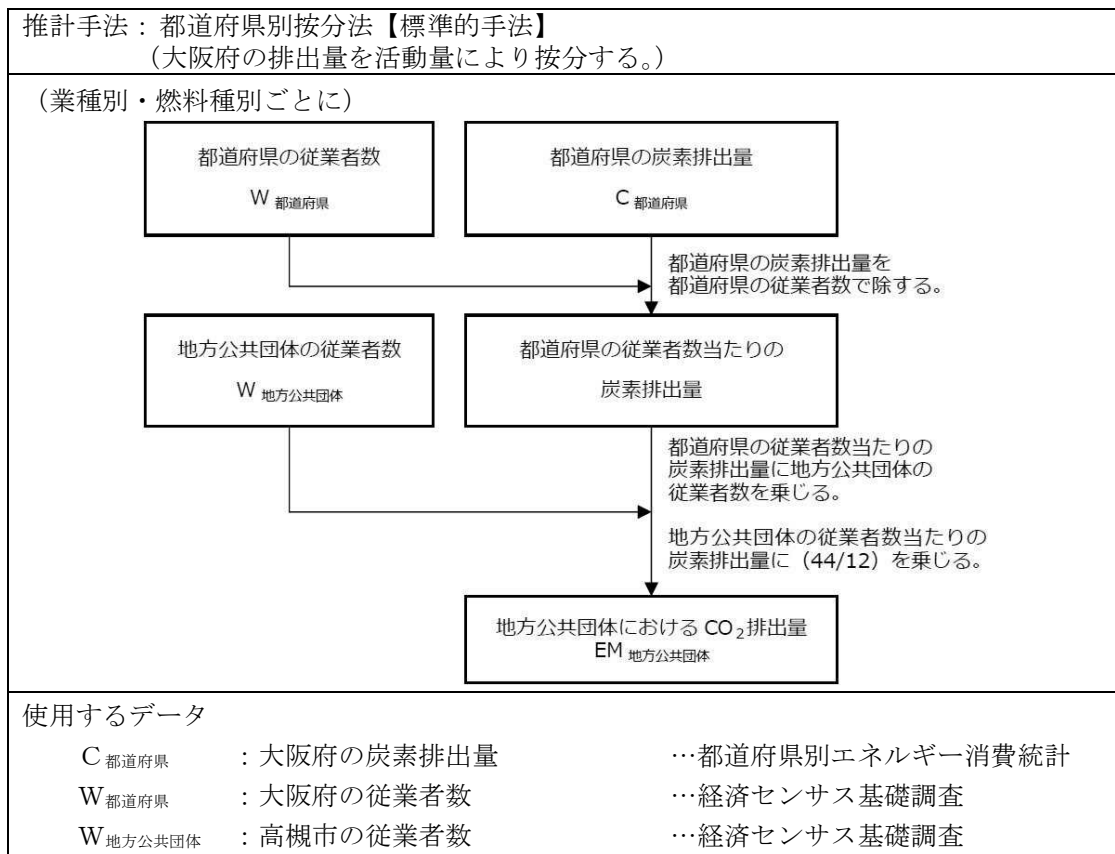 推計手法：都道府県別按分法【標準的手法】
（大阪府の排出量を活動量により按分する。）
（業種別・燃料種別ごとに）
都道府県の従業者数
W 都道府県
都道府県の炭素排出量
C 都道府県
都道府県の炭素排出量を
都道府県の従業者数で除する。
地方公共団体の従業者数
W 地方公共団体
都道府県の従業者数当たりの
炭素排出量
都道府県の従業者数当たりの
炭素排出量に地方公共団体の
従業者数を乗じる。
地方公共団体の従業者数当たりの
炭素排出量に（44/12）を乗じる。
地方公共団体における CO₂排出量
EM 地方公共団体
使用するデータ
C 都道府県 ：大阪府の炭素排出量 …都道府県別エネルギー消費統計
W都道府県 ：大阪府の従業者数 …経済センサス基礎調査
W地方公共団体 ：高槻市の従業者数 …経済センサス基礎調査